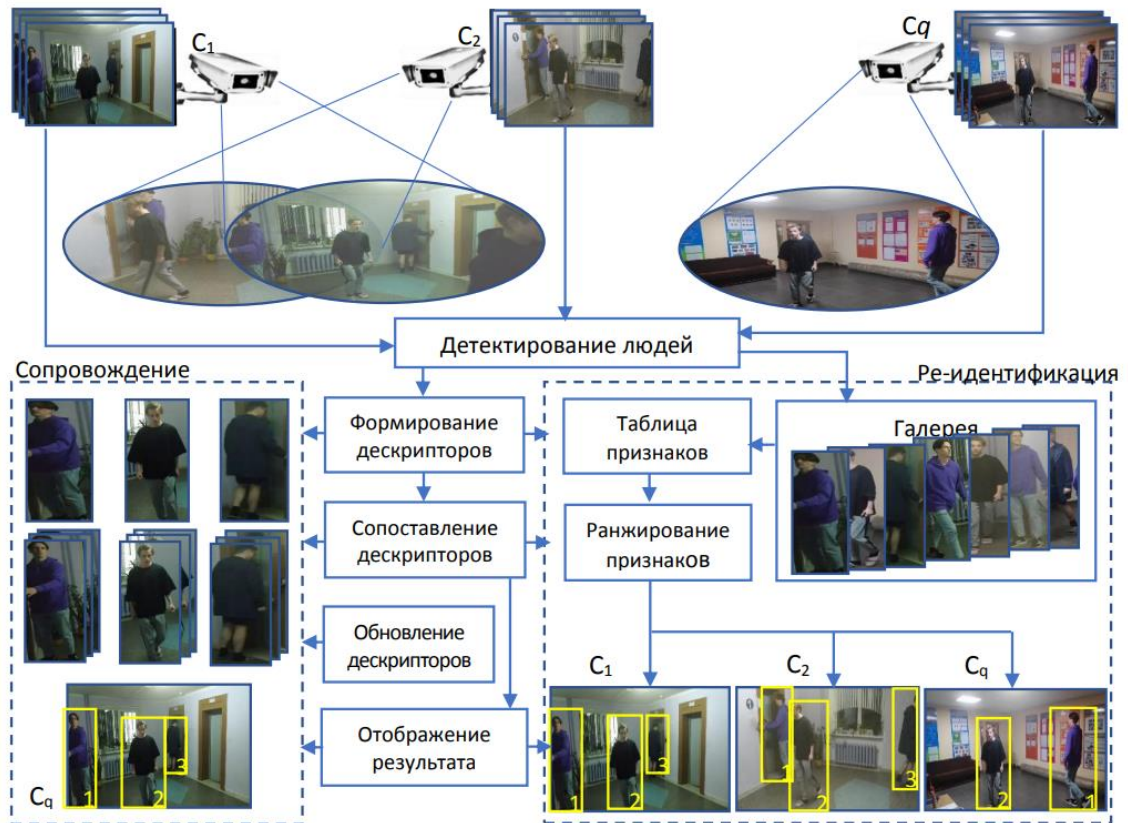 C1
C2
Cq
Детектирование людей
Сопровождение
Ре-идентификация
Формирование
дескрипторов
Таблица
признаков
Галерея
Сопоставление
дескрипторов
Ранжирование
признаков
Обновление
дескрипторов
C1
C2
Cq
Отображение
результата
Cq
1
2
3
1
2
3
1
2
3
2
1